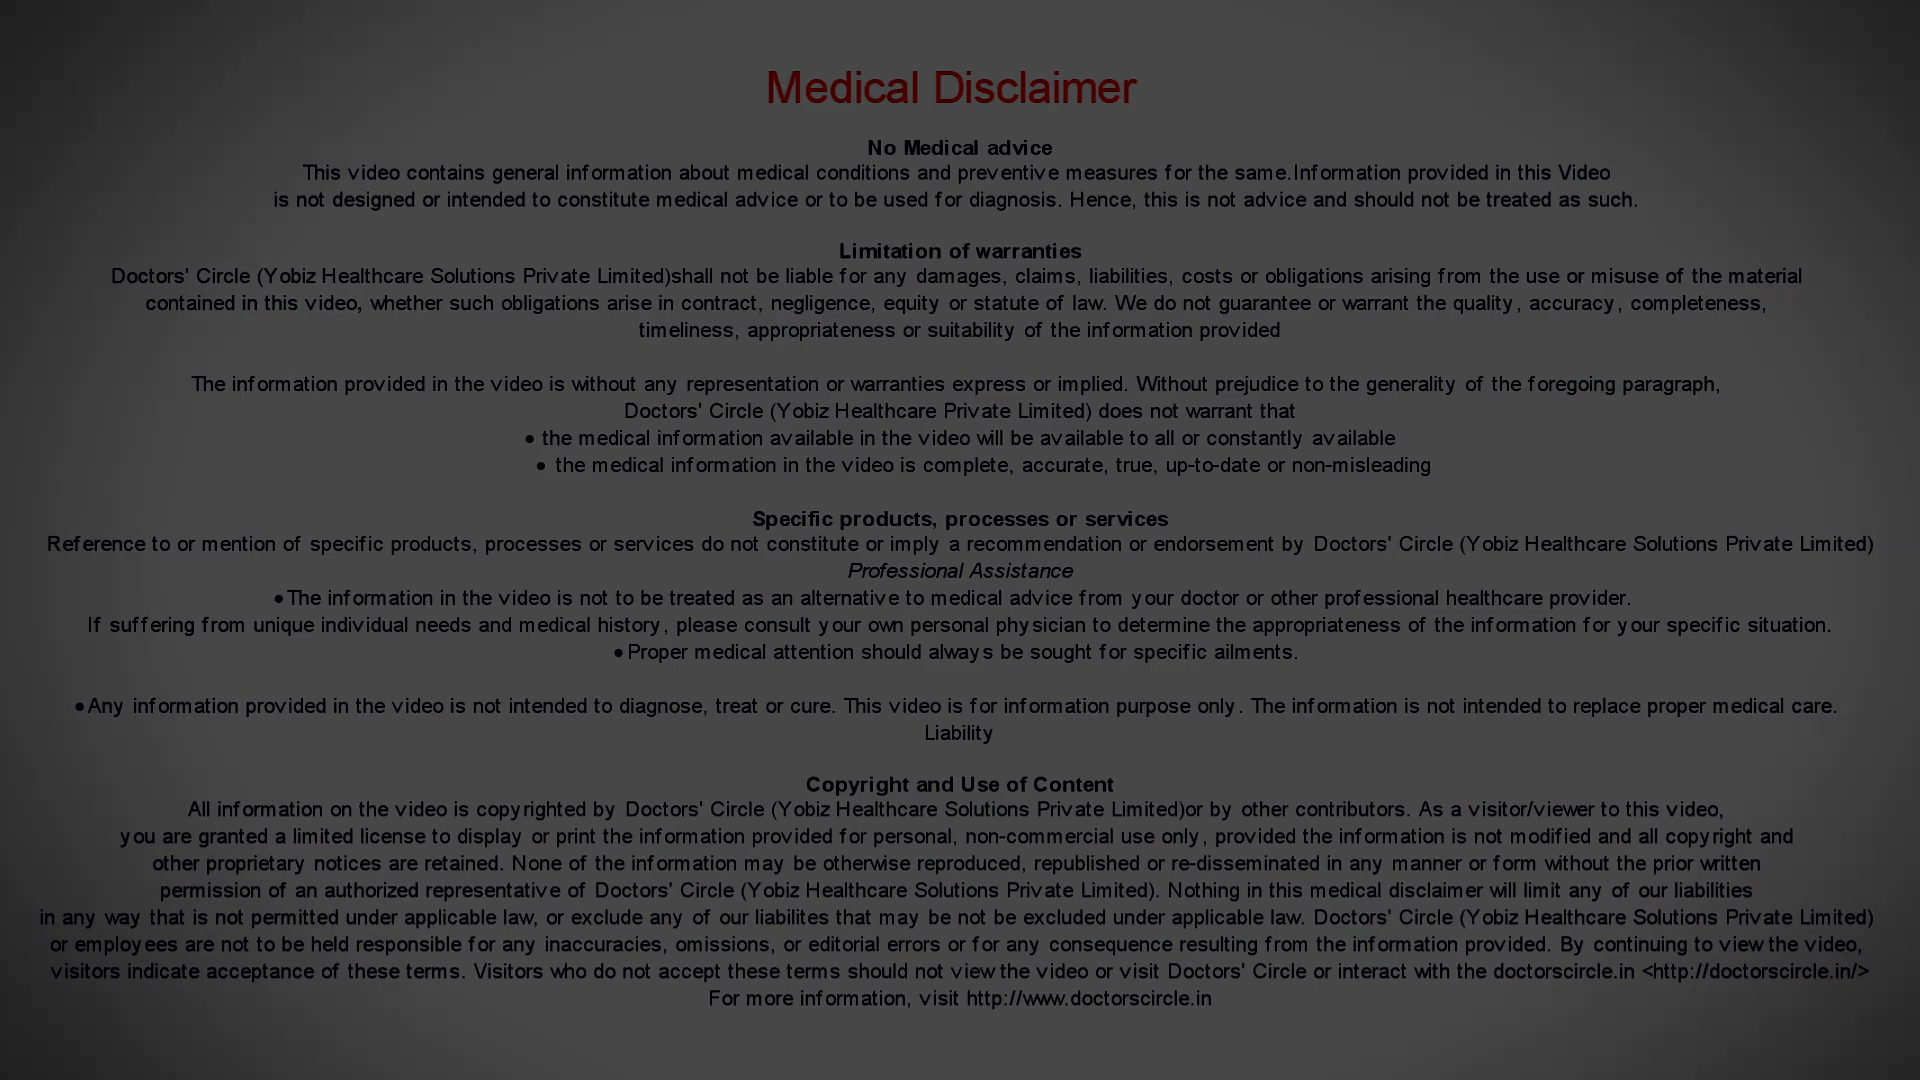 Medical Disclaimer
No Medical advice
This video contains general information about medical conditions and preventive measures for the same.Information provided in this Video
is not designed or intended to constitute medical advice or to be used for diagnosis. Hence, this is not advice and should not be treated as such.
Limitation of warranties
Doctors' Circle (Yobiz Healthcare Solutions Private Limited)shall not be liable for any damages, claims, liabilities, costs or obligations arising from the use or misuse of the material
contained in this video, whether such obligations arise in contract, negligence, equity or statute of law. We do not guarantee or warrant the quality, accuracy, completeness,
timeliness, appropriateness or suitability of the information provided
The information provided in the video is without any representation or warranties express or implied. Without prejudice to the generality of the foregoing paragraph,
Doctors' Circle (Yobiz Healthcare Private Limited) does not warrant that
• the medical information available in the video will be available to all or constantly available
• the medical information in the video is complete, accurate, true, up-to-date or non-misleading
Specific products, processes or services
Reference to or mention of specific products, processes or services do not constitute or imply a recommendation or endorsement by Doctors' Circle (Yobiz Healthcare Solutions Private Limited)
Professional Assistance
•The information in the video is not to be treated as an alternative to medical advice from your doctor or other professional healthcare provider.
If suffering from unique individual needs and medical history, please consult your own personal physician to determine the appropriateness of the information for your specific situation.
•Proper medical attention should always be sought for specific ailments.
•Any information provided in the video is not intended to diagnose, treat or cure. This video is for information purpose only. The information is not intended to replace proper medical care.
Liability
Copyright and Use of Content
All information on the video is copyrighted by Doctors' Circle (Yobiz Healthcare Solutions Private Limited)or by other contributors. As a visitor/viewer to this video,
you are granted a limited license to display or print the information provided for personal, non-commercial use only, provided the information is not modified and all copyright and
other proprietary notices are retained. None of the information may be otherwise reproduced, republished or re-disseminated in any manner or form without the prior written
permission of an authorized representative of Doctors' Circle (Yobiz Healthcare Solutions Private Limited). Nothing in this medical disclaimer will limit any of our liabilities
in any way that is not permitted under applicable law, or exclude any of our liabilites that may be not be excluded under applicable law. Doctors' Circle (Yobiz Healthcare Solutions Private Limited)
or employees are not to be held responsible for any inaccuracies, omissions, or editorial errors or for any consequence resulting from the information provided. By continuing to view the video,
visitors indicate acceptance of these terms. Visitors who do not accept these terms should not view the video or visit Doctors' Circle or interact with the doctorscircle.in <http://doctorscircle.in/>
For more information, visit http://www.doctorscircle.in